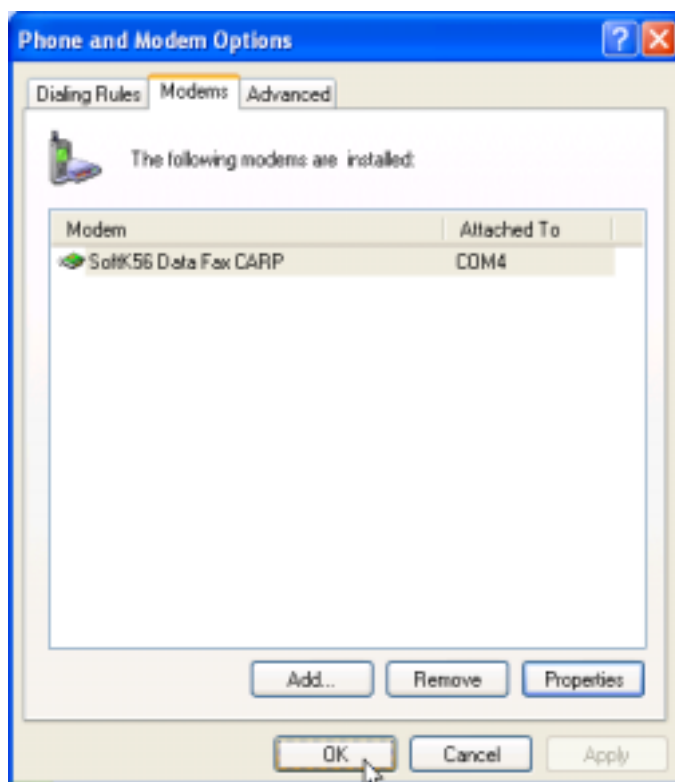 Phone and Modem Options
?
Dialing Rules Modems Advanced
The following modems are installed:
Modem Attached To
SoftK56 Data Fax CARP COM4
Add... Remove Properties
OK Cancel Apply